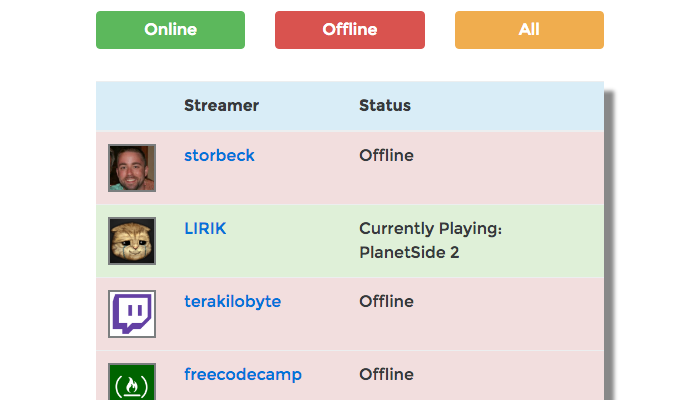 Online Offline All
Streamer Status
storbeck Offline
LIRIK Currently Playing:
PlanetSide 2
terakilobyte Offline
freecodecamp Offline